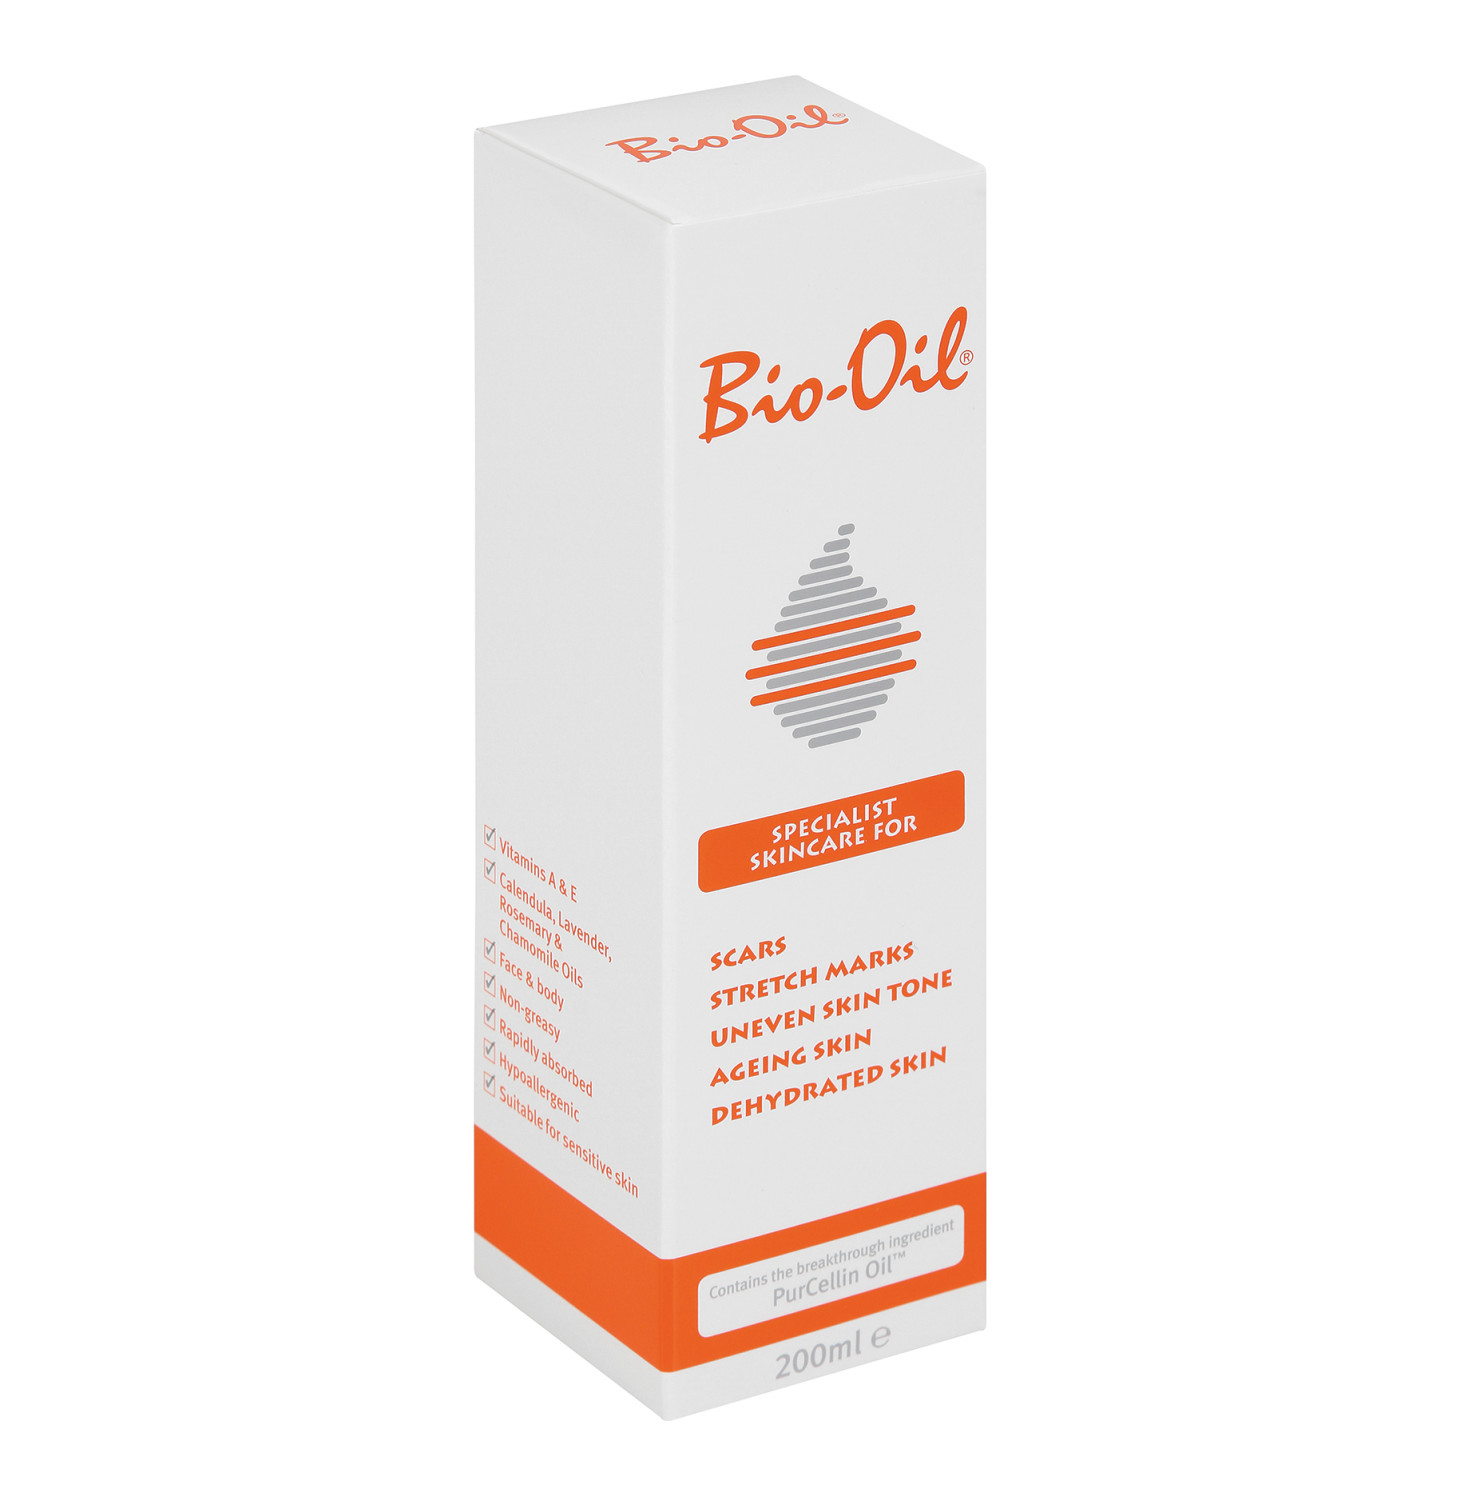 Bio-Oil®
Bio-Oil®
SPECIALIST
SKINCARE FOR
SCARS
STRETCH MARKS
UNEVEN SKIN TONE
AGEING SKIN
DEHYDRATED SKIN
Contains the breakthrough ingredient
PurCellin Oil™
200ml ℮
Vitamins A & E
Calendula, Lavender,
Rosemary &
Chamomile Oils
Face & body
Non-greasy
Rapidly absorbed
Hypoallergenic
Suitable for sensitive skin